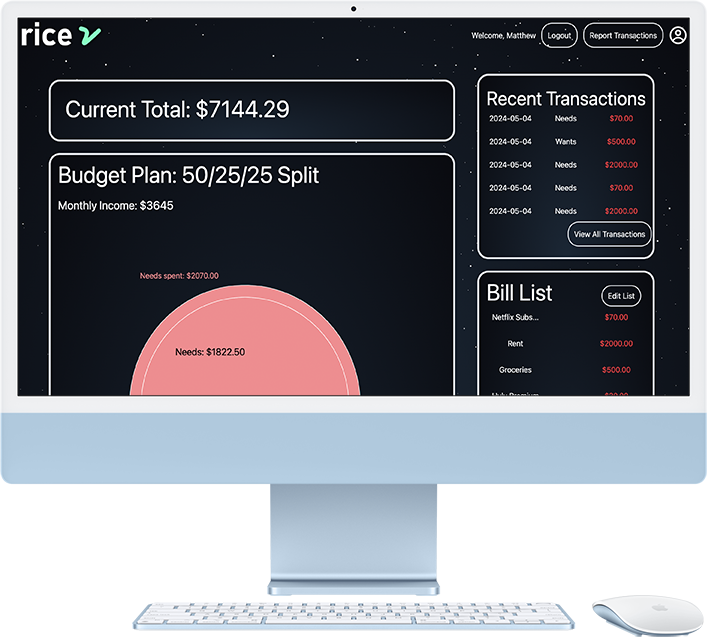 rice
Welcome, Matthew
Logout
Report Transactions
Current Total: $7144.29
Budget Plan: 50/25/25 Split
Monthly Income: $3645
Needs spent: $2070.00
Needs: $1822.50
Recent Transactions
2024-05-04 Needs $70.00
2024-05-04 Wants $500.00
2024-05-04 Needs $2000.00
2024-05-04 Needs $70.00
2024-05-04 Needs $2000.00
View All Transactions
Bill List
Edit List
Netflix Subs... $70.00
Rent $2000.00
Groceries $500.00